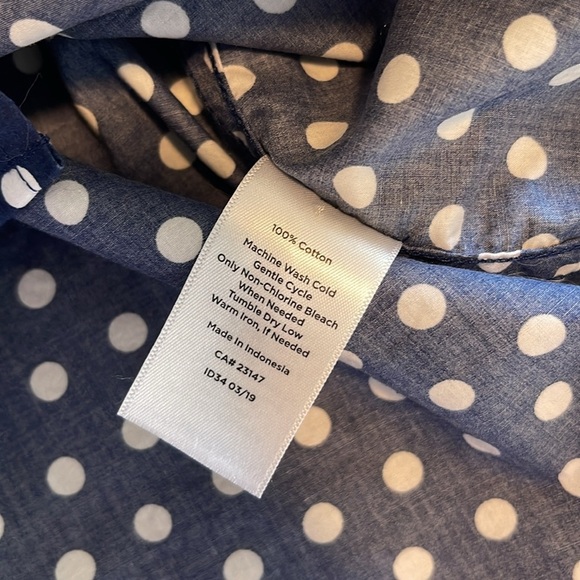 100% Cotton
Machine Wash Cold
Gentle Cycle
Only Non-Chlorine Bleach
When Needed
Tumble Dry Low
Warm Iron, If Needed
Made in Indonesia
CA# 23147
ID34 03/19